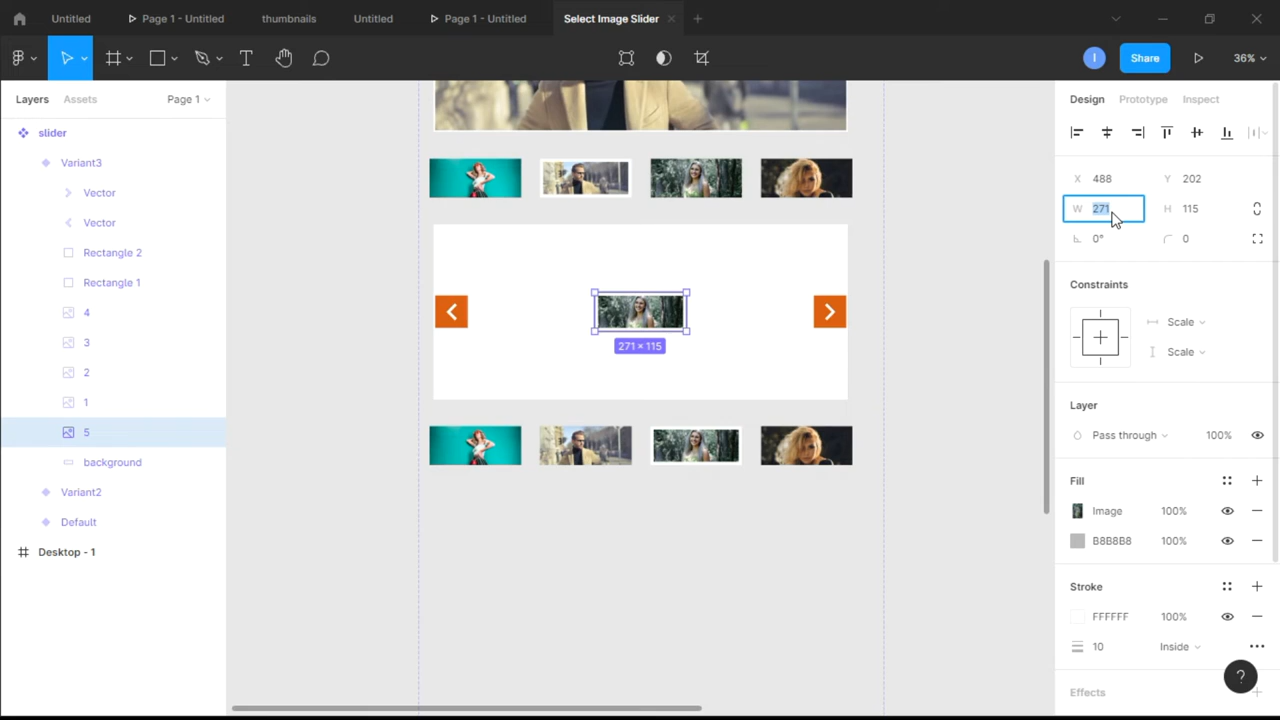 Untitled
Page 1 - Untitled
thumbnails
Untitled
Page 1 - Untitled
Select Image Slider
I
Share
36%
Layers
Assets
Page 1
slider
Variant3
Vector
Vector
Rectangle 2
Rectangle 1
4
3
2
1
5
background
Variant2
Default
Desktop - 1
271 × 115
Design
Prototype
Inspect
X 488
Y 202
W 271
H 115
0°
0
Constraints
Scale
Scale
Layer
Pass through
100%
Fill
Image
100%
B8B8B8
100%
Stroke
FFFFFF
100%
10
Inside
Effects
?